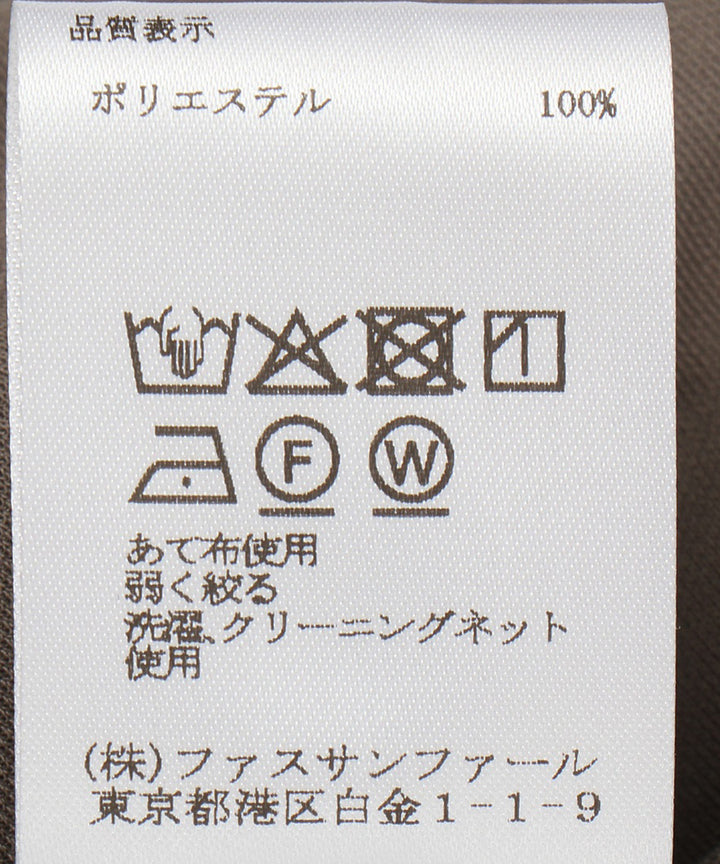 品質表示
ポリエステル 100%
F W
あて布使用
弱く絞る
洗濯、クリーニングネット
使用
(株)ファスサンファール
東京都港区白金1-1-9